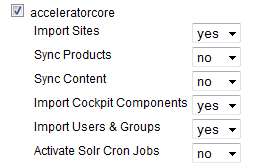 acceleratorcore
Import Sites yes
Sync Products no
Sync Content no
Import Cockpit Components yes
Import Users & Groups yes
Activate Solr Cron Jobs no